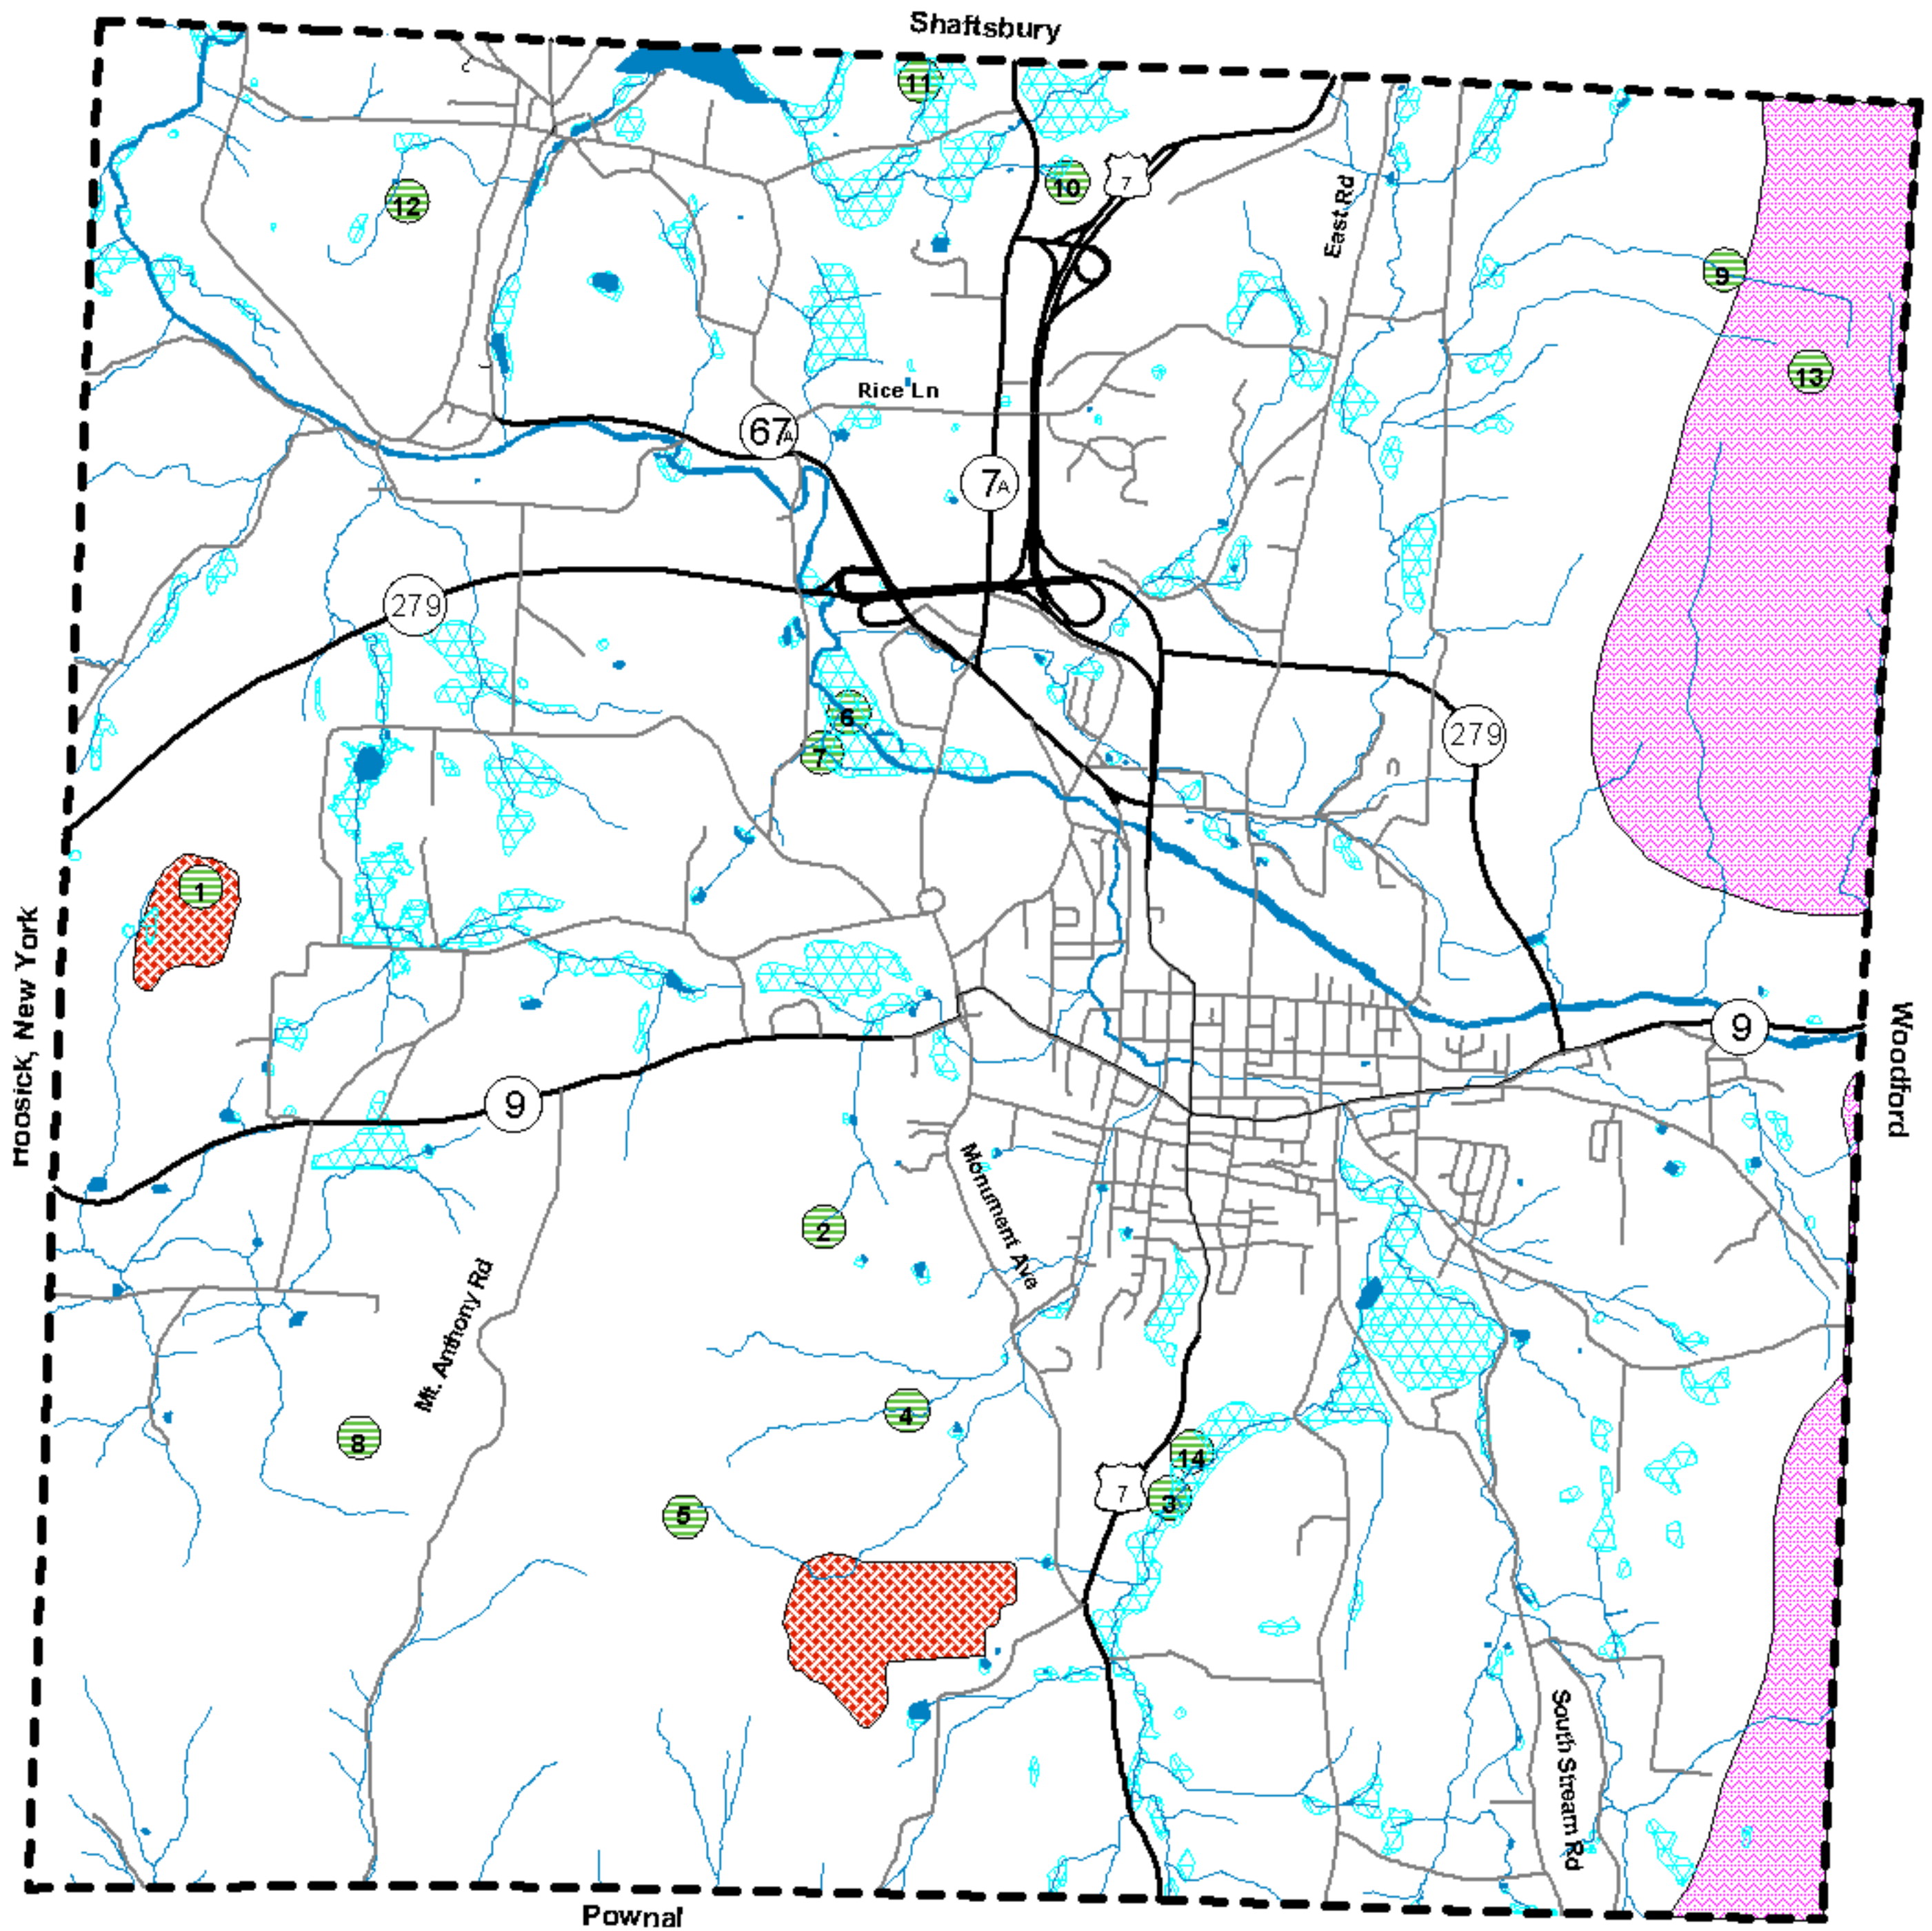 Shaftsbury
11
10
7
12
East Rd
9
13
Rice Ln
67A
7A
279
6
7
279
1
Hoosick, New York
9
Woodford
9
Monument Ave
2
Mt. Anthony Rd
4
8
14
7
3
5
South Stream Rd
Pownal